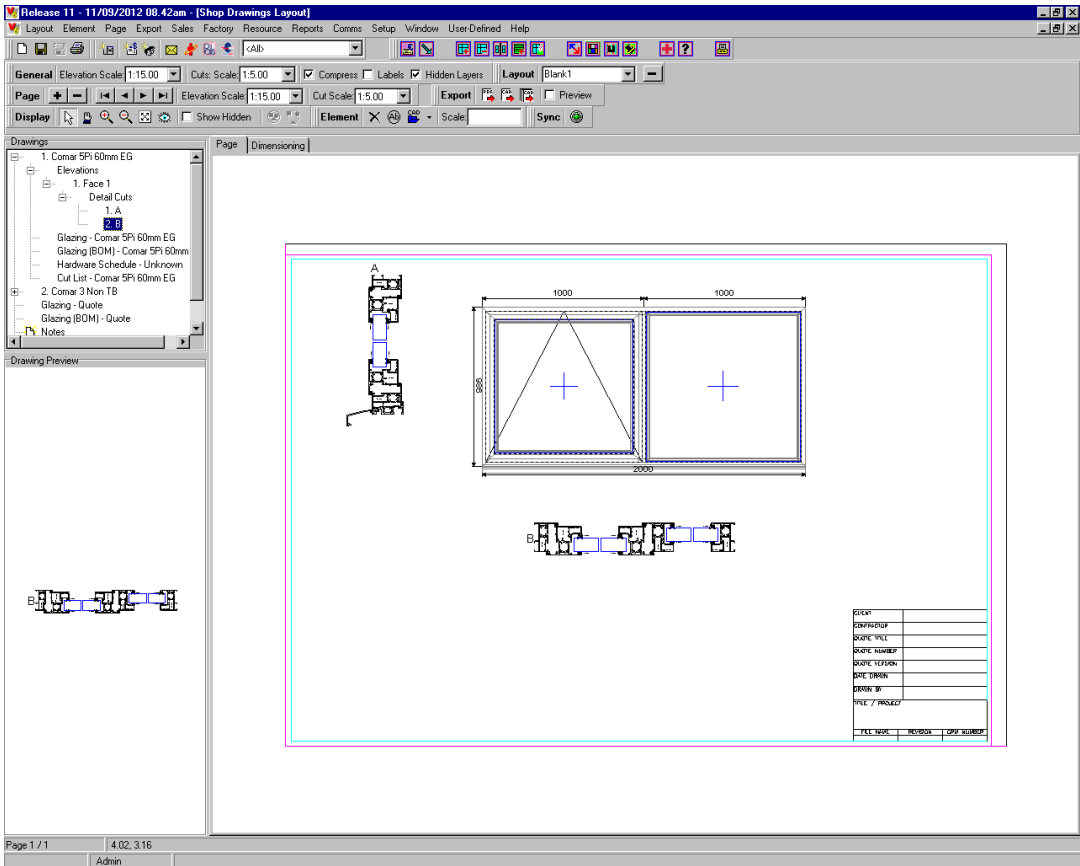 Release 11 - 11/09/2012 08.42am - [Shop Drawings Layout]
Layout Element Page Export Sales Factory Resource Reports Comms Setup Window User-Defined Help
<All>
General Elevation Scale: 1:15.00 Cuts: Scale: 1:5.00 Compress Labels Hidden Layers Layout Blank1
Page Elevation Scale: 1:15.00 Cut Scale: 1:5.00 Export Preview
Display Show Hidden Element Scale: Sync
Drawings
1. Comar 5Pi 60mm EG
Elevations
1. Face 1
Detail Cuts
1. A
2. B
Glazing - Comar 5Pi 60mm EG
Glazing (BOM) - Comar 5Pi 60mm
Hardware Schedule - Unknown
Cut List - Comar 5Pi 60mm EG
2. Comar 3 Non TB
Glazing - Quote
Glazing (BOM) - Quote
Notes
Drawing Preview
B
Page Dimensioning
A
1000 1000
2000
B
CLIENT
CONTRACTOR
QUOTE TITLE
QUOTE NUMBER
QUOTE VERSION
DATE DRAWN
DRAWN BY
TITLE / PROJECT
FILE NAME REVISION NUMBER
Page 1 / 1 4.02, 3.16
Admin